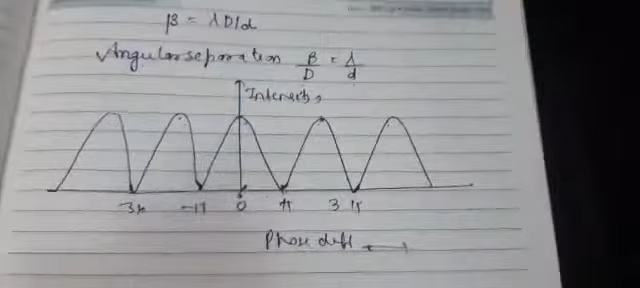 β = λD/d
Angular separation β/D = λ/d
Intensity
3π -π 0 π 3π
Phase diff